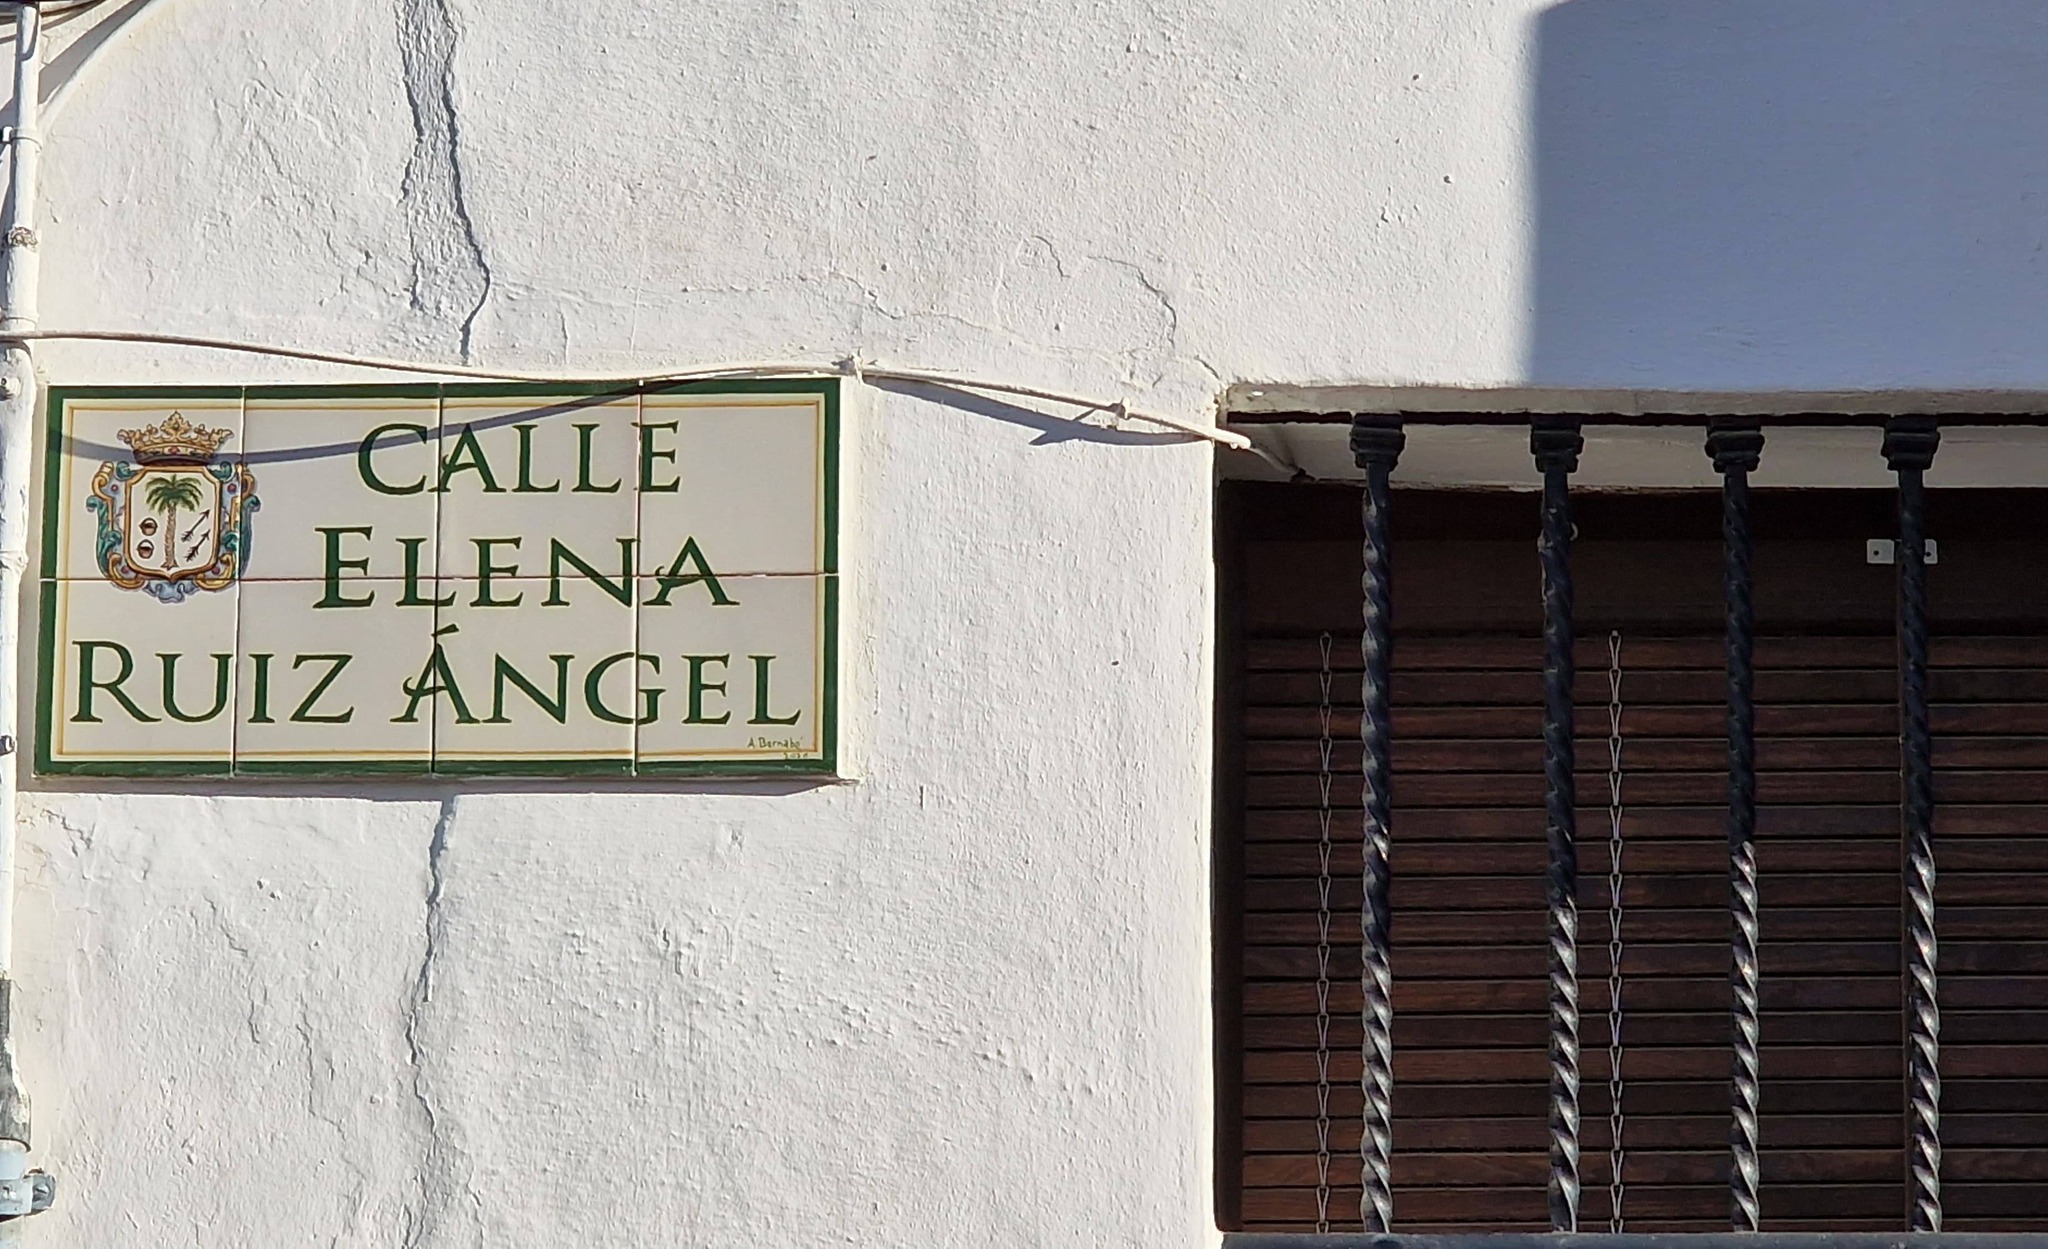 CALLE
ELENA
RUIZ ÁNGEL
A Bernabé